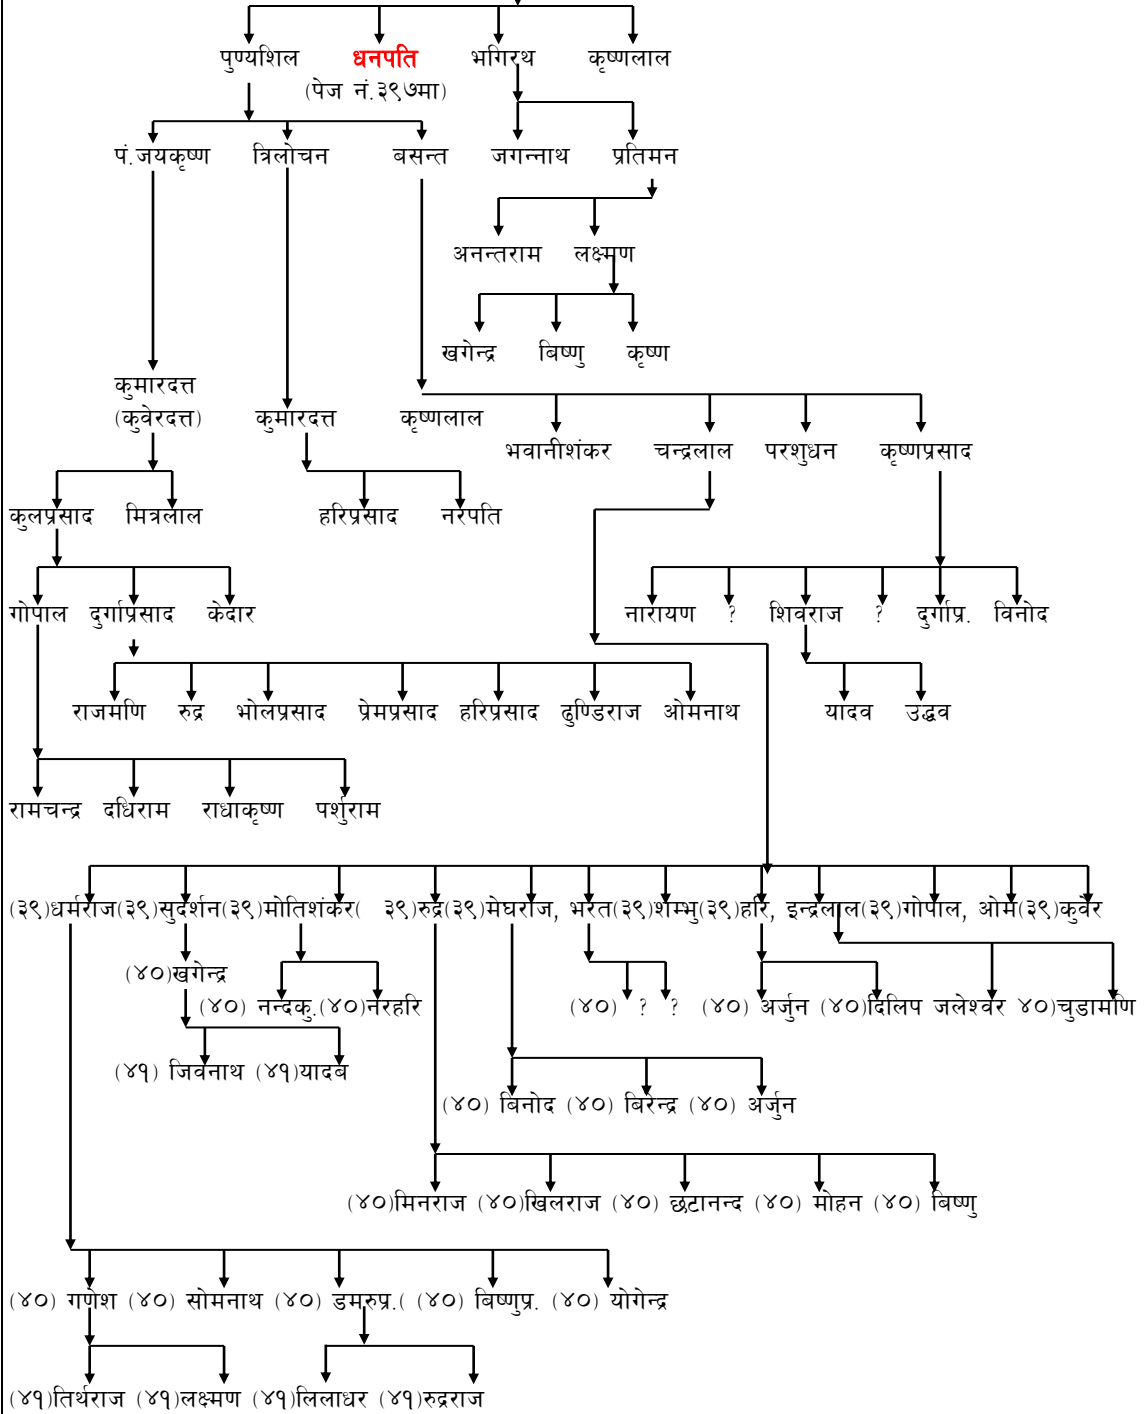 पुण्यशिल धनपति भगिरथ कृष्णलाल
(पेज नं.३९७मा)
पं.जयकृष्ण त्रिलोचन बसन्त जगन्नाथ प्रतिमन
अनन्तराम लक्ष्मण
खगेन्द्र बिष्णु कृष्ण
कुमारदत्त
(कुवेरदत्त) कुमारदत्त कृष्णलाल
भवानीशंकर चन्द्रलाल परशुधन कृष्णप्रसाद
कुलप्रसाद मित्रलाल हरिप्रसाद नरपति
गोपाल दुर्गाप्रसाद केदार नारायण ? शिवराज ? दुर्गाप्र. विनोद
राजमणि रुद्र भोलप्रसाद प्रेमप्रसाद हरिप्रसाद ढुण्डिराज ओमनाथ यादव उद्धव
रामचन्द्र दधिराम राधाकृष्ण पर्शुराम
(३९)धर्मराज(३९)सुदर्शन(३९)मोतिशंकर( ३९)रुद्र(३९)मेघराज, भरत(३९)शम्भु(३९)हरि, इन्द्रलाल(३९)गोपाल, ओम(३९)कुवेर
(४०)खगेन्द्र
(४०) नन्दकु.(४०)नरहरि (४०) ? ? (४०) अर्जुन (४०)दिलिप जलेश्वर ४०)चुडामणि
(४१) जिवनाथ (४१)यादब
(४०) बिनोद (४०) बिरेन्द्र (४०) अर्जुन
(४०)मिनराज (४०)खिलराज (४०) छटानन्द (४०) मोहन (४०) बिष्णु
(४०) गणेश (४०) सोमनाथ (४०) डमरुप्र.( (४०) बिष्णुप्र. (४०) योगेन्द्र
(४१)तिर्थराज (४१)लक्ष्मण (४१)लिलाधर (४१)रुद्रराज